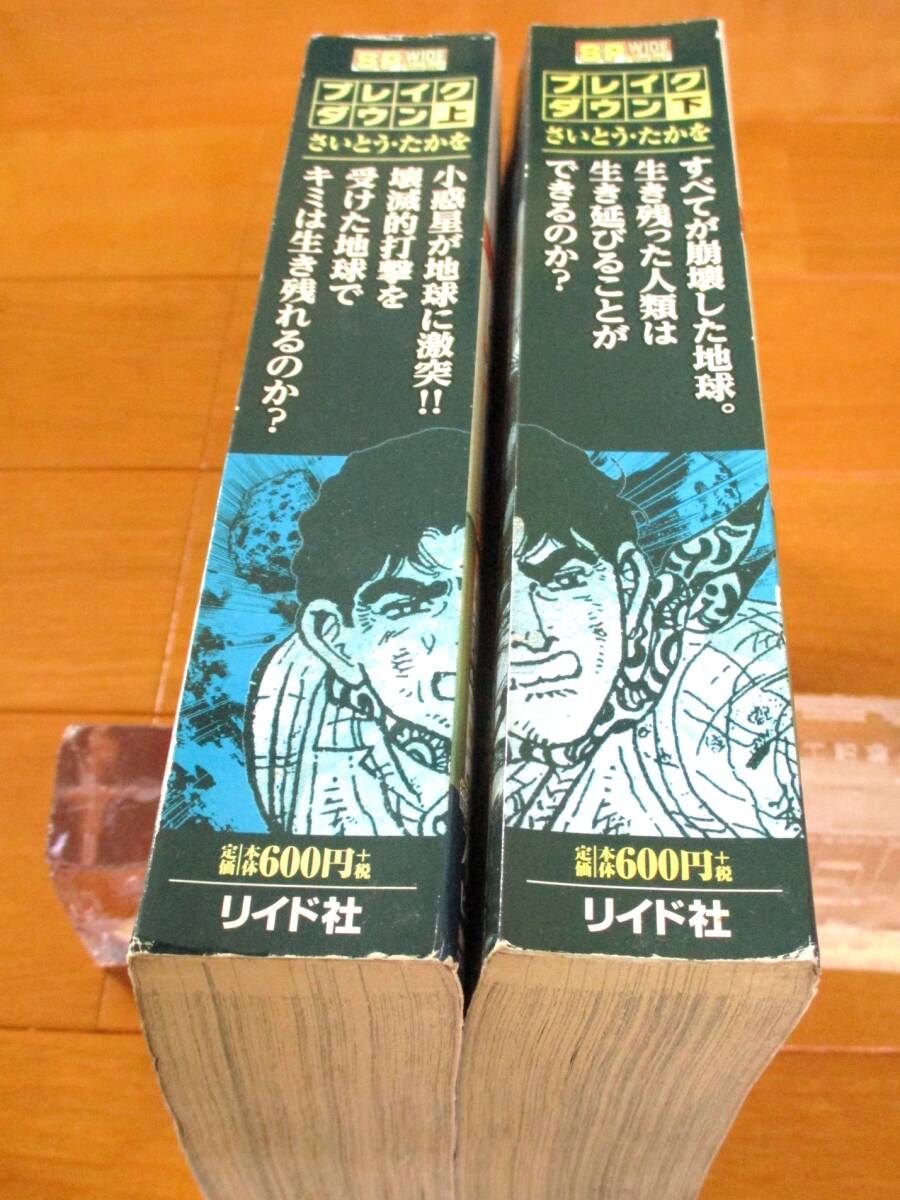 SP WIDE
ブレイク
ダウン上
さいとう・たかを
小惑星が地球に激突!!
壊滅的打撃を
受けた地球で
キミは生き残れるのか?
定価 本体600円+税
リイド社
SP WIDE
ブレイク
ダウン下
さいとう・たかを
すべてが崩壊した地球。
生き残った人類は
生き延びることが
できるのか?
定価 本体600円+税
リイド社